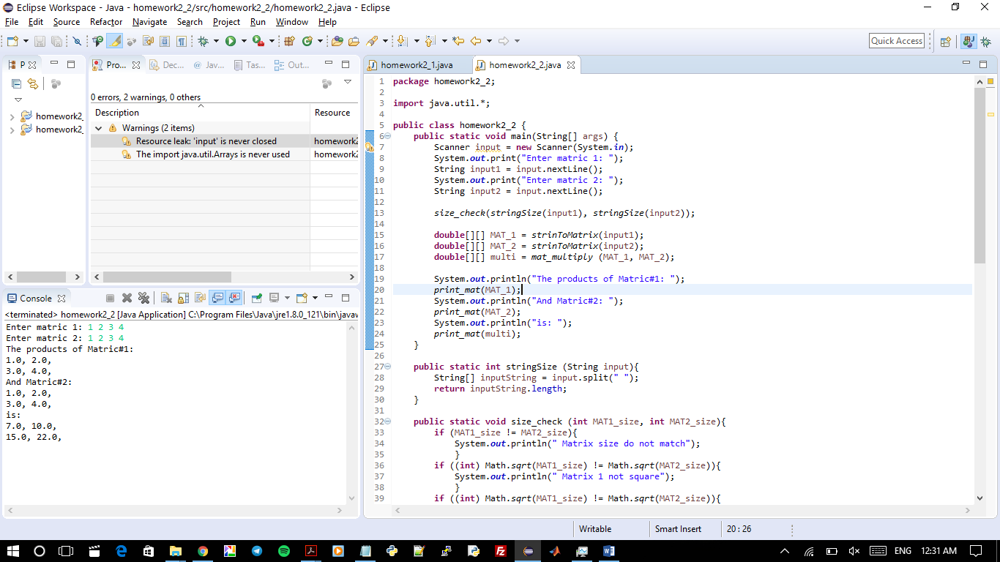 Eclipse Workspace - Java - homework2_2/src/homework2_2/homework2_2.java - Eclipse
File Edit Source Refactor Navigate Search Project Run Window Help
Quick Access
P
Pro... Dec... Jav... Tas... Out...
0 errors, 2 warnings, 0 others
Description Resource
Warnings (2 items)
Resource leak: 'input' is never closed homework2
The import java.util.Arrays is never used homework2
homework2_
homework2_
Console
<terminated> homework2_2 [Java Application] C:\Program Files\Java\jre1.8.0_121\bin\javaw
Enter matric 1: 1 2 3 4
Enter matric 2: 1 2 3 4
The products of Matric#1:
1.0, 2.0,
3.0, 4.0,
And Matric#2:
1.0, 2.0,
3.0, 4.0,
is:
7.0, 10.0,
15.0, 22.0,
homework2_1.java homework2_2.java
1 package homework2_2;
2
3 import java.util.*;
4
5 public class homework2_2 {
6 public static void main(String[] args) {
7 Scanner input = new Scanner(System.in);
8 System.out.print("Enter matric 1: ");
9 String input1 = input.nextLine();
10 System.out.print("Enter matric 2: ");
11 String input2 = input.nextLine();
12
13 size_check(stringSize(input1), stringSize(input2));
14
15 double[][] MAT_1 = strinToMatrix(input1);
16 double[][] MAT_2 = strinToMatrix(input2);
17 double[][] multi = mat_multiply (MAT_1, MAT_2);
18
19 System.out.println("The products of Matric#1: ");
20 print_mat(MAT_1);
21 System.out.println("And Matric#2: ");
22 print_mat(MAT_2);
23 System.out.println("is: ");
24 print_mat(multi);
25 }
26
27 public static int stringSize (String input){
28 String[] inputString = input.split(" ");
29 return inputString.length;
30 }
31
32 public static void size_check (int MAT1_size, int MAT2_size){
33 if (MAT1_size != MAT2_size){
34 System.out.println(" Matrix size do not match");
35 }
36 if ((int) Math.sqrt(MAT1_size) != Math.sqrt(MAT2_size)){
37 System.out.println(" Matrix 1 not square");
38 }
39 if ((int) Math.sqrt(MAT1_size) != Math.sqrt(MAT2_size)){
Writable Smart Insert 20 : 26
ENG 12:31 AM